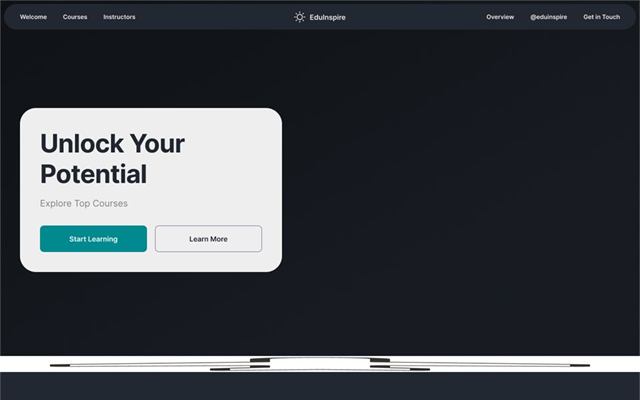 Welcome
Courses
Instructors
EduInspire
Overview
@eduinspire
Get in Touch
Unlock Your
Potential
Explore Top Courses
Start Learning
Learn More